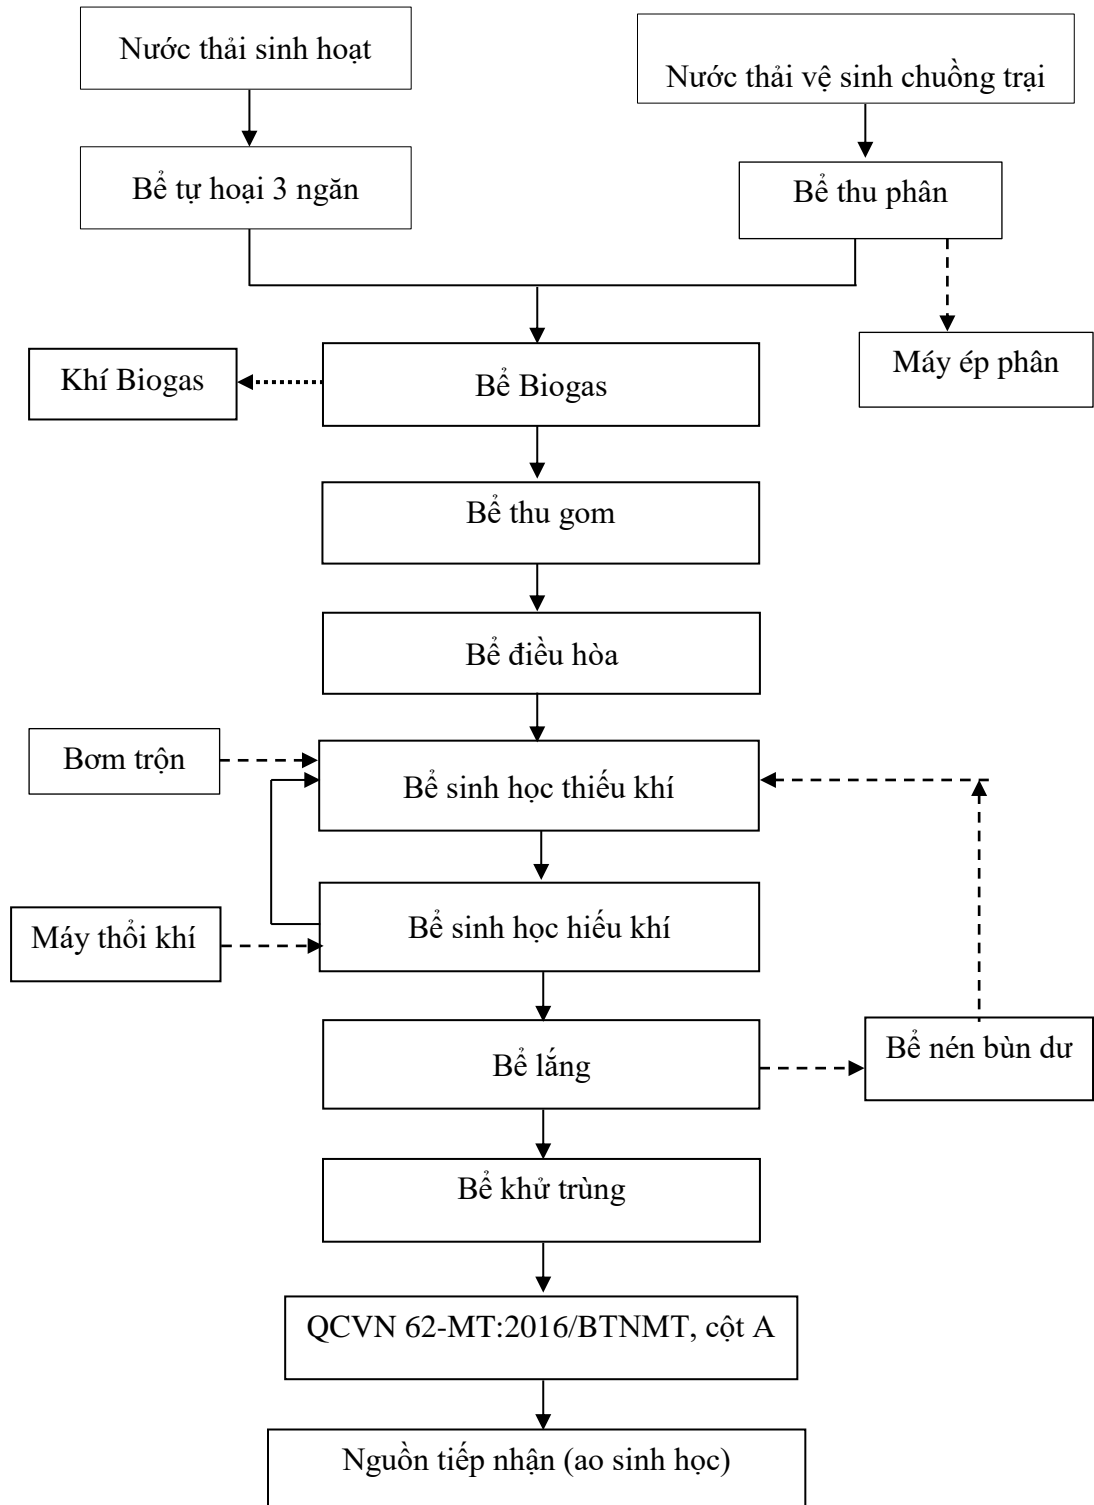 Nước thải sinh hoạt
Nước thải vệ sinh chuồng trại
Bể tự hoại 3 ngăn
Bể thu phân
Khí Biogas
Bể Biogas
Máy ép phân
Bể thu gom
Bể điều hòa
Bơm trộn
Bể sinh học thiếu khí
Máy thổi khí
Bể sinh học hiếu khí
Bể lắng
Bể nén bùn dư
Bể khử trùng
QCVN 62-MT:2016/BTNMT, cột A
Nguồn tiếp nhận (ao sinh học)